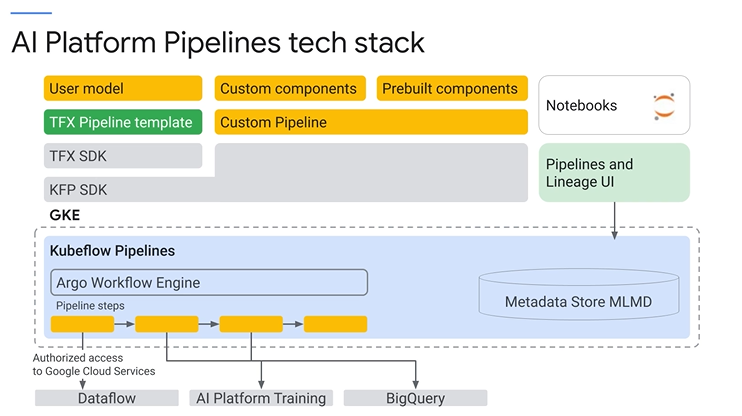 AI Platform Pipelines tech stack
User model
Custom components
Prebuilt components
Notebooks
TFX Pipeline template
Custom Pipeline
TFX SDK
Pipelines and
Lineage UI
KFP SDK
GKE
Kubeflow Pipelines
Argo Workflow Engine
Metadata Store MLMD
Pipeline steps
Authorized access
to Google Cloud Services
Dataflow
AI Platform Training
BigQuery